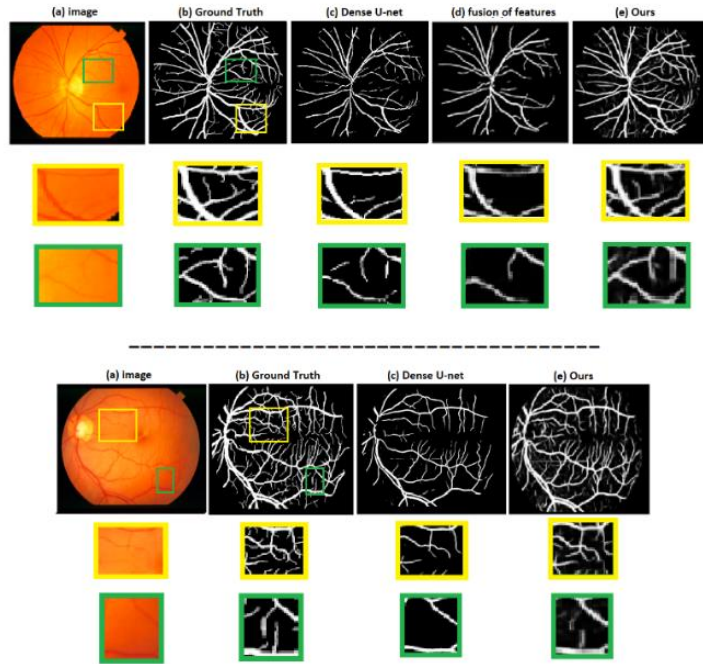 (a) image (b) Ground Truth (c) Dense U-net (d) fusion of features (e) Ours
(a) image (b) Ground Truth (c) Dense U-net (e) Ours